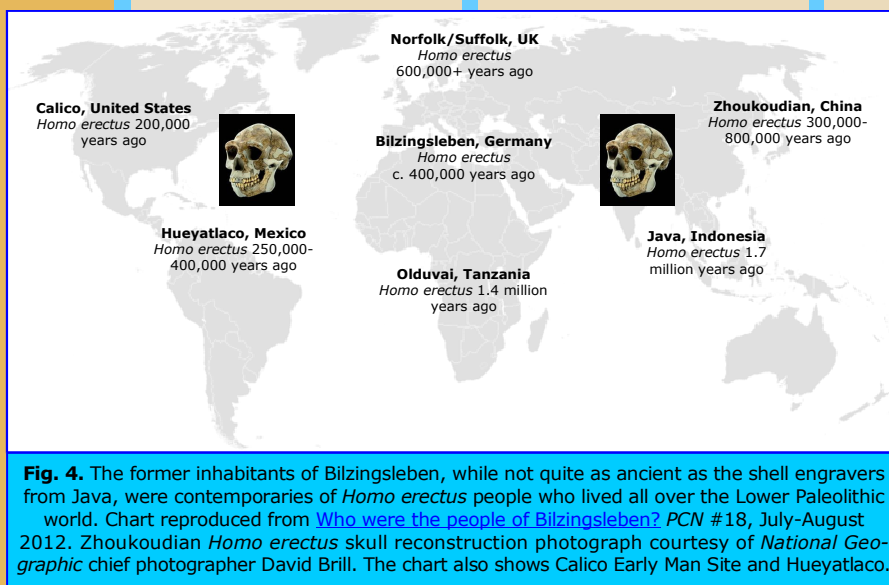 Norfolk/Suffolk, UK
Homo erectus
600,000+ years ago
Calico, United States
Homo erectus 200,000
years ago
Zhoukoudian, China
Homo erectus 300,000-
800,000 years ago
Bilzingsleben, Germany
Homo erectus
c. 400,000 years ago
Hueyatlaco, Mexico
Homo erectus 250,000-
400,000 years ago
Java, Indonesia
Homo erectus 1.7
million years ago
Olduvai, Tanzania
Homo erectus 1.4 million
years ago
Fig. 4. The former inhabitants of Bilzingsleben, while not quite as ancient as the shell engravers
from Java, were contemporaries of Homo erectus people who lived all over the Lower Paleolithic
world. Chart reproduced from Who were the people of Bilzingsleben? PCN #18, July-August
2012. Zhoukoudian Homo erectus skull reconstruction photograph courtesy of National Geo-
graphic chief photographer David Brill. The chart also shows Calico Early Man Site and Hueyatlaco.